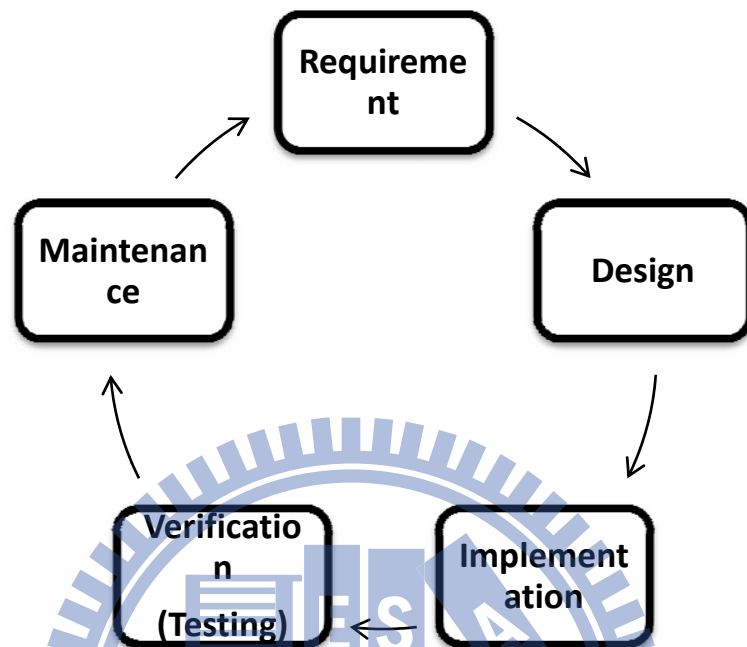 Requireme
nt
Maintenan
ce
Design
Verificatio
n
(Testing)
Implement
ation
E S A